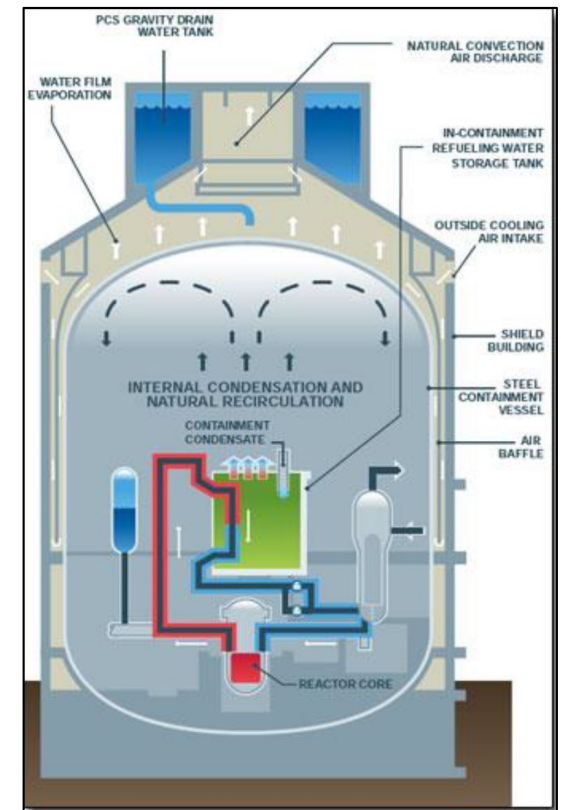 PCS GRAVITY DRAIN
WATER TANK
NATURAL CONVECTION
AIR DISCHARGE
WATER FILM
EVAPORATION
IN-CONTAINMENT
REFUELING WATER
STORAGE TANK
OUTSIDE COOLING
AIR INTAKE
SHIELD
BUILDING
STEEL
CONTAINMENT
VESSEL
AIR
BAFFLE
INTERNAL CONDENSATION AND
NATURAL RECIRCULATION
CONTAINMENT
CONDENSATE
REACTOR CORE